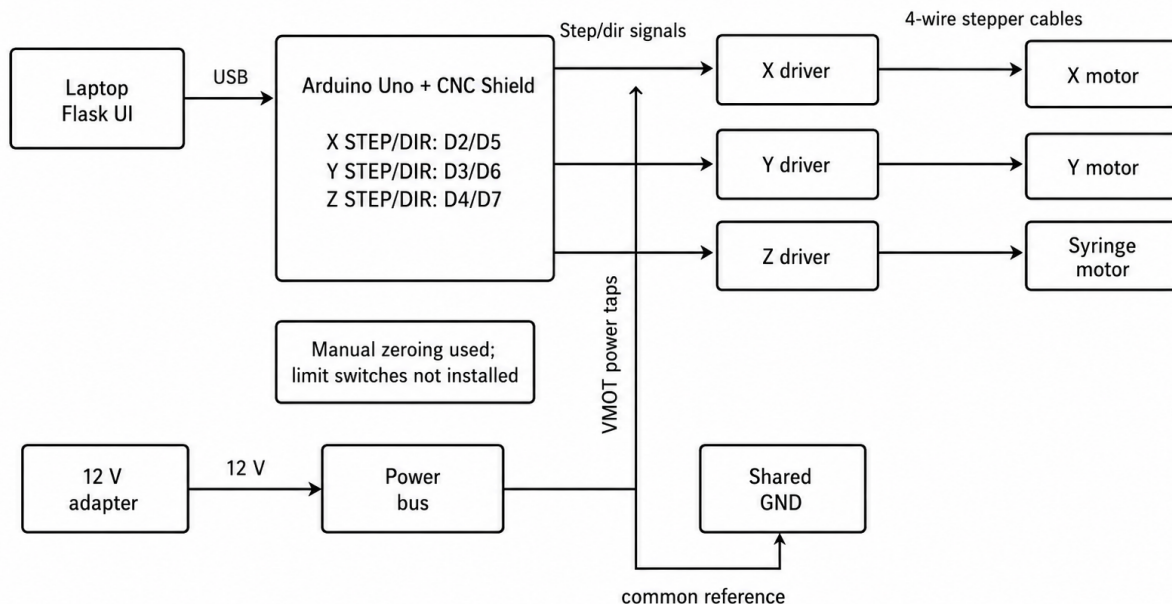 4-wire stepper cables
Step/dir signals
Laptop
Flask UI
USB
Arduino Uno + CNC Shield
X STEP/DIR: D2/D5
Y STEP/DIR: D3/D6
Z STEP/DIR: D4/D7
X driver
X motor
Y driver
Y motor
Z driver
Syringe
motor
Manual zeroing used;
limit switches not installed
VMOT power taps
12 V
adapter
12 V
Power
bus
Shared
GND
common reference